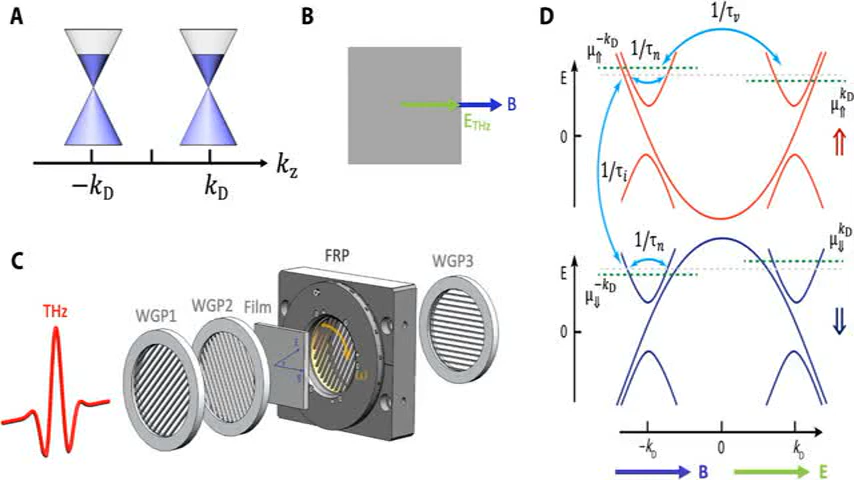 A
−k_D
k_D
k_z
B
E_THz
B
C
THz
WGP1
WGP2
Film
FRP
WGP3
ω
D
1/τ_v
μ_⇑^−k_D
1/τ_n
E
0
μ_⇑^k_D
⇑
1/τ_i
1/τ_n
μ_⇓^k_D
E
μ_⇓^−k_D
0
⇓
−k_D
0
k_D
B
E